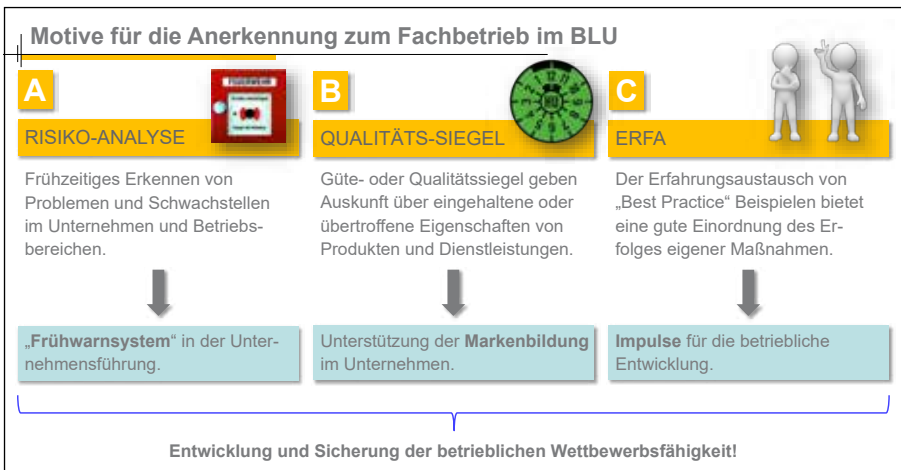 Motive für die Anerkennung zum Fachbetrieb im BLU
A
FEUERWEHR
RISIKO-ANALYSE
Frühzeitiges Erkennen von
Problemen und Schwachstellen
im Unternehmen und Betriebs-
bereichen.
„Frühwarnsystem“ in der Unter-
nehmensführung.
B
12
HU
QUALITÄTS-SIEGEL
Güte- oder Qualitätssiegel geben
Auskunft über eingehaltene oder
übertroffene Eigenschaften von
Produkten und Dienstleistungen.
Unterstützung der Markenbildung
im Unternehmen.
C
ERFA
Der Erfahrungsaustausch von
„Best Practice“ Beispielen bietet
eine gute Einordnung des Er-
folges eigener Maßnahmen.
Impulse für die betriebliche
Entwicklung.
Entwicklung und Sicherung der betrieblichen Wettbewerbsfähigkeit!